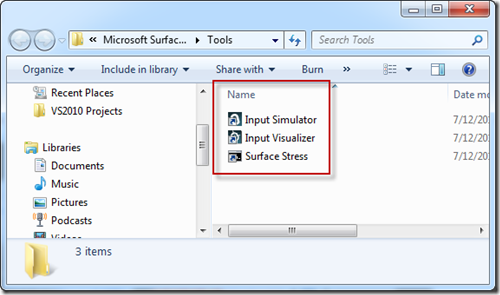 « Microsoft Surfac... ▸ Tools ▸
Search Tools
Organize ▾ Include in library ▾ Share with ▾ Burn »
Recent Places
VS2010 Projects
Libraries
Documents
Music
Pictures
Podcasts
Videos
Name Date mo
Input Simulator 7/12/20
Input Visualizer 7/12/20
Surface Stress 7/12/20
3 items